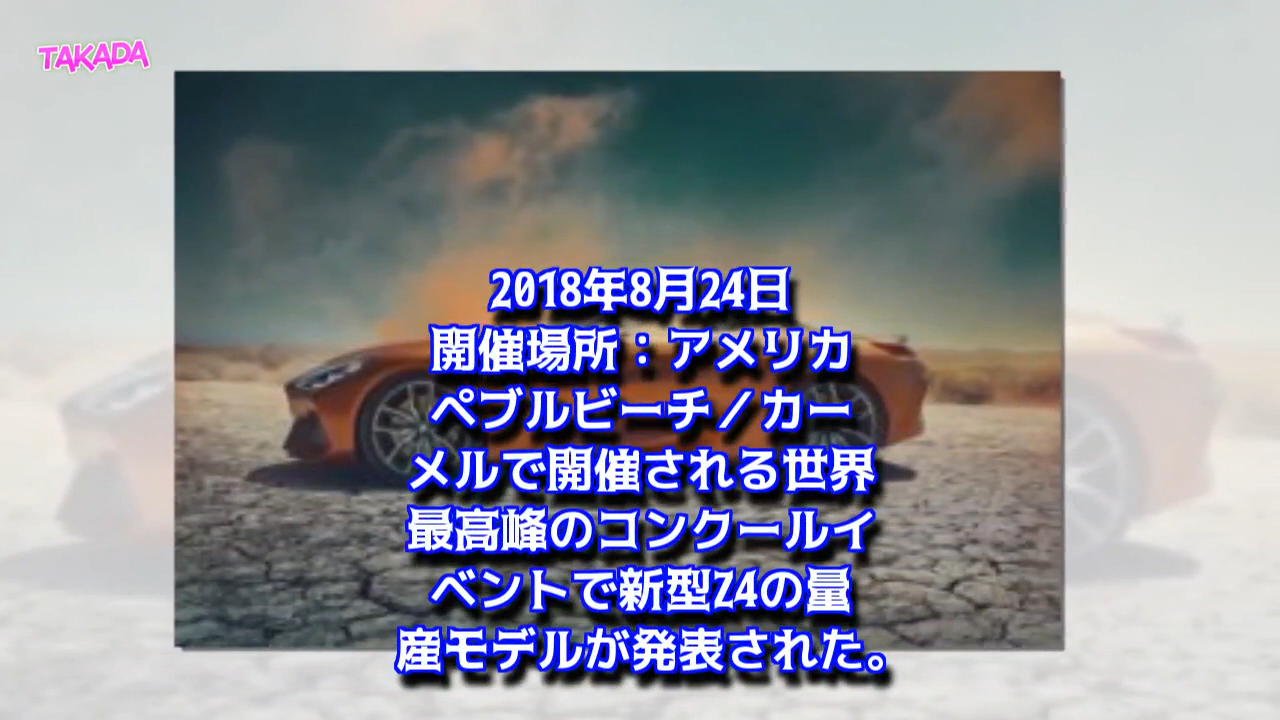 TAKADA
2018年8月24日
開催場所：アメリカ
ペブルビーチ／カー
メルで開催される世界
最高峰のコンクールイ
ベントで新型Z4の量
産モデルが発表された。